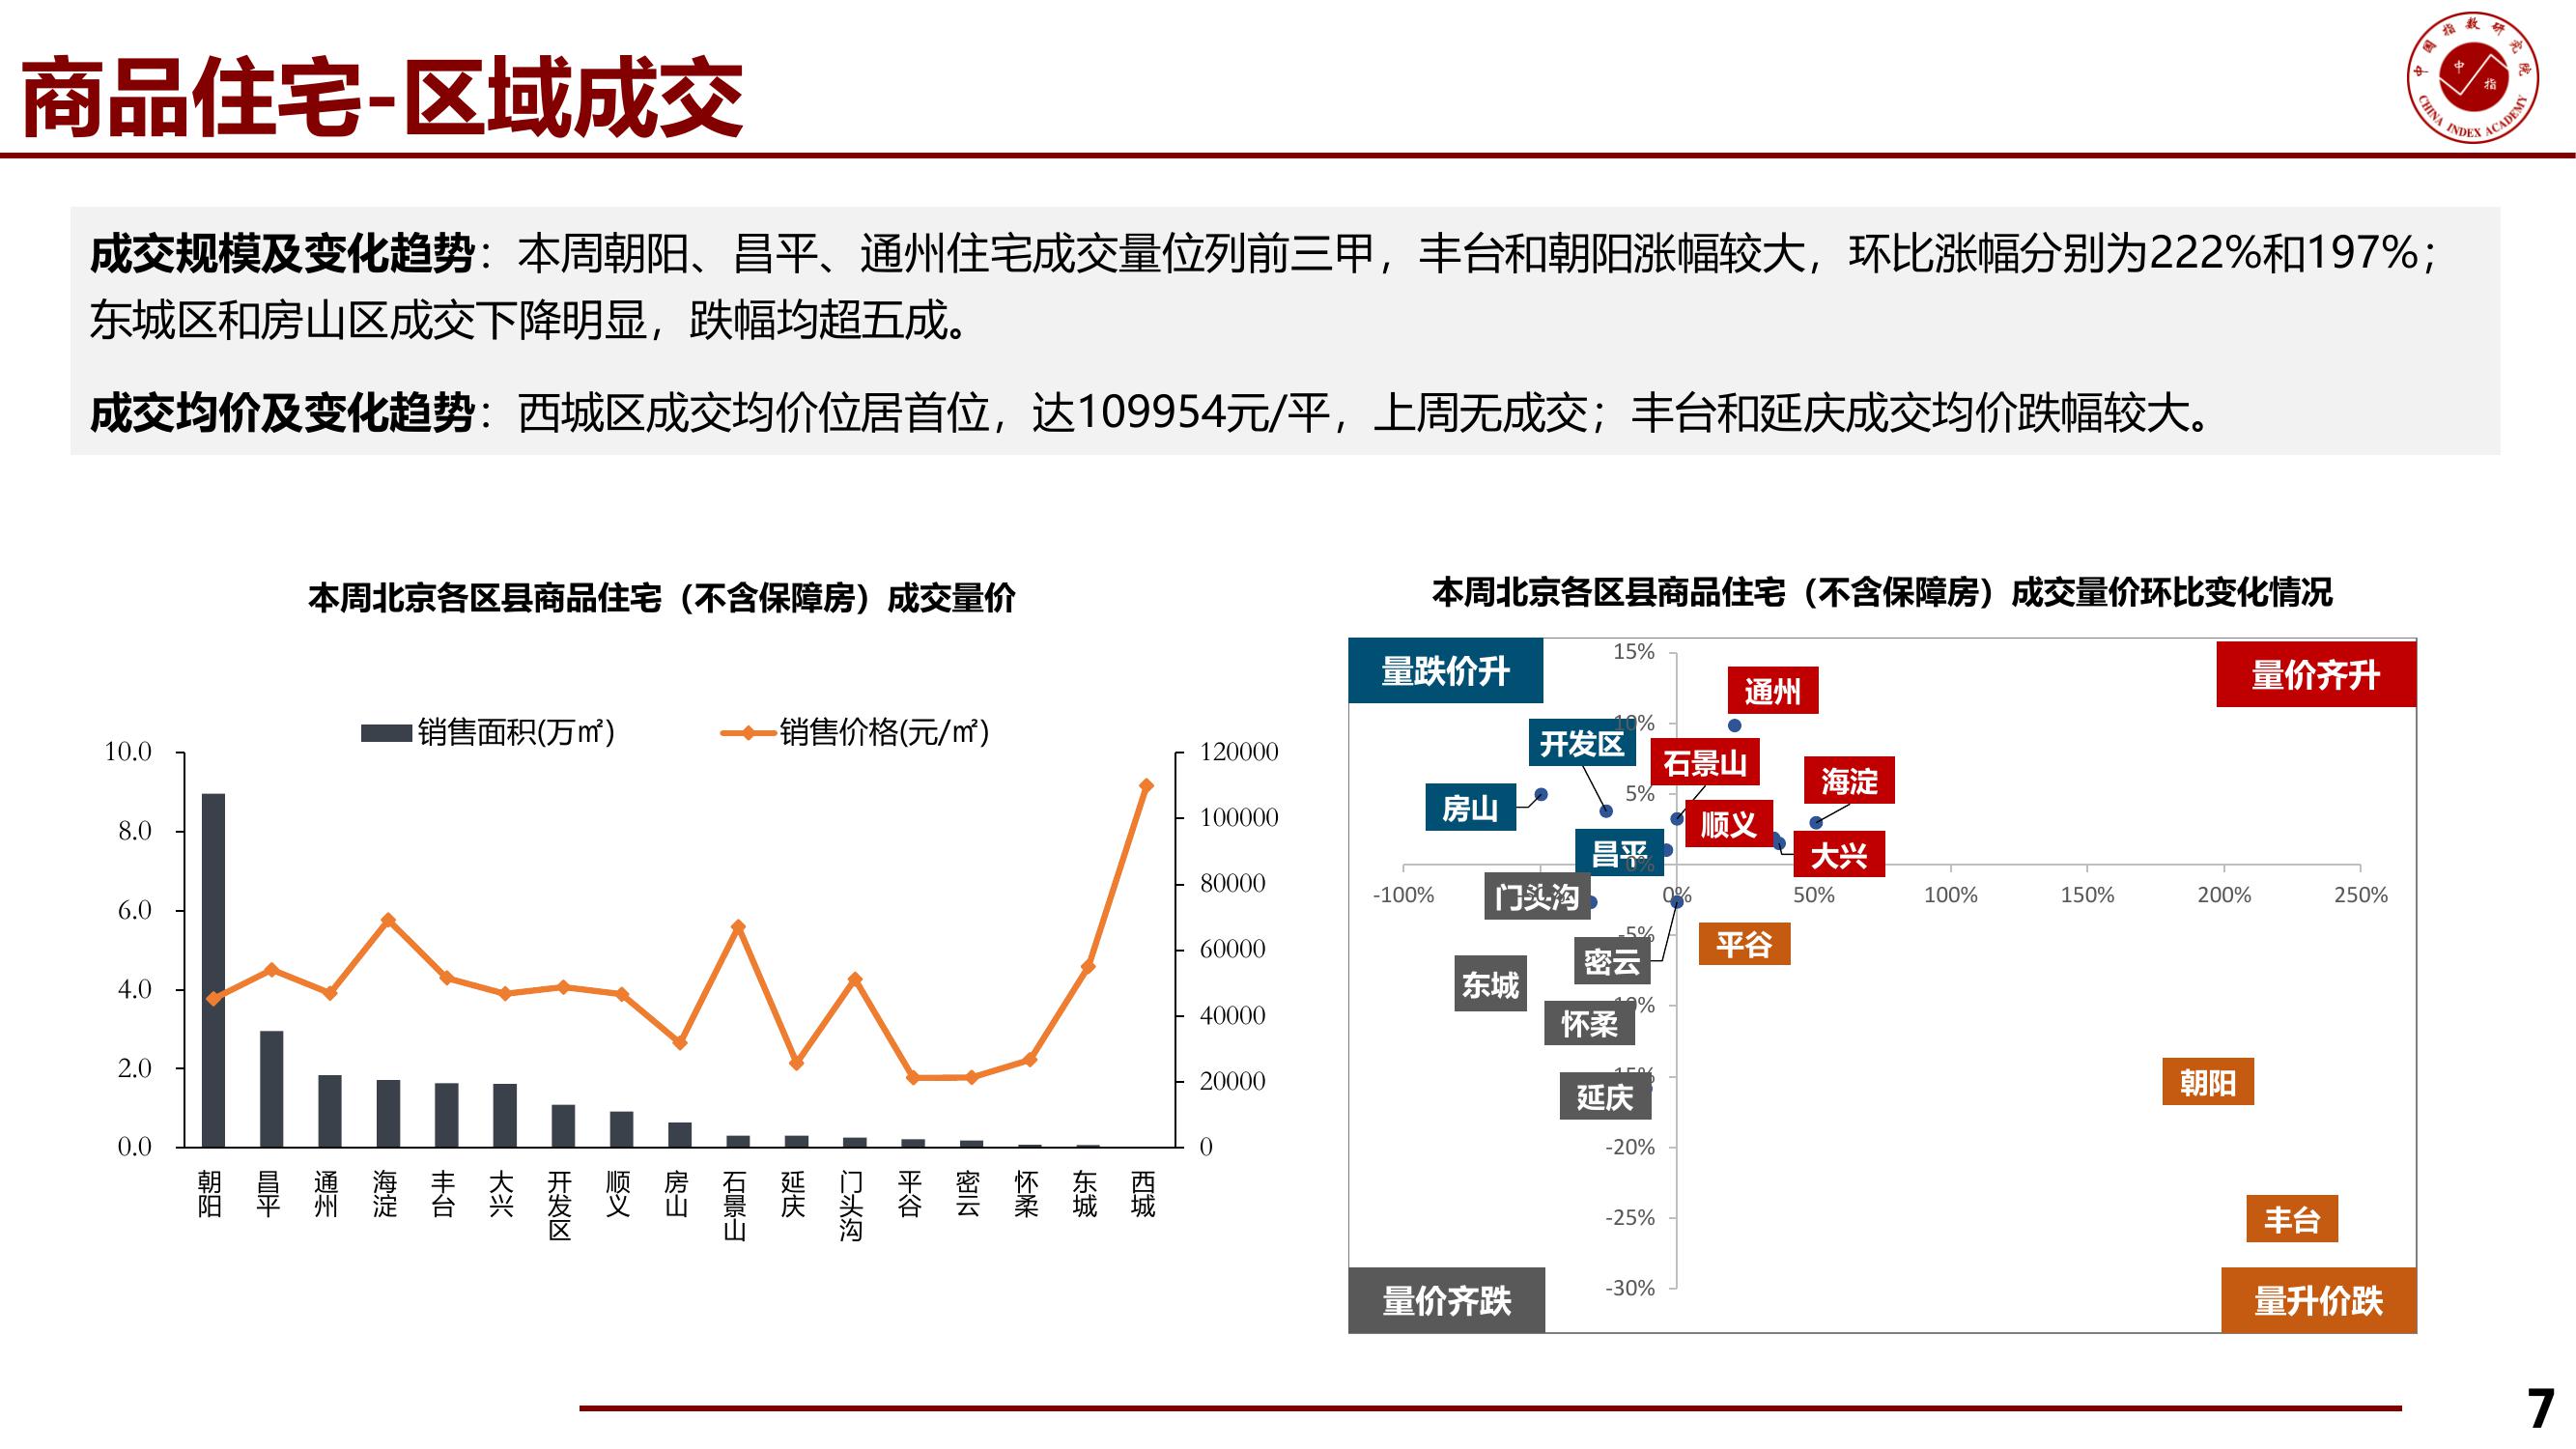 商品住宅-区域成交
中国指数研究院
中指
CHINA INDEX ACADEMY
成交规模及变化趋势：本周朝阳、昌平、通州住宅成交量位列前三甲，丰台和朝阳涨幅较大，环比涨幅分别为222%和197%；
东城区和房山区成交下降明显，跌幅均超五成。
成交均价及变化趋势：西城区成交均价位居首位，达109954元/平，上周无成交；丰台和延庆成交均价跌幅较大。
本周北京各区县商品住宅（不含保障房）成交量价
销售面积(万㎡)
销售价格(元/㎡)
10.0
8.0
6.0
4.0
2.0
0.0
120000
100000
80000
60000
40000
20000
0
朝阳
昌平
通州
海淀
丰台
大兴
开发区
顺义
房山
石景山
延庆
门头沟
平谷
密云
怀柔
东城
西城
本周北京各区县商品住宅（不含保障房）成交量价环比变化情况
量跌价升
15%
量价齐升
通州
10%
开发区
石景山
海淀
5%
房山
顺义
昌平
0%
大兴
-100%
门头沟
0%
50%
100%
150%
200%
250%
-5%
平谷
密云
东城
-10%
怀柔
-15%
朝阳
延庆
-20%
-25%
丰台
-30%
量价齐跌
量升价跌
7